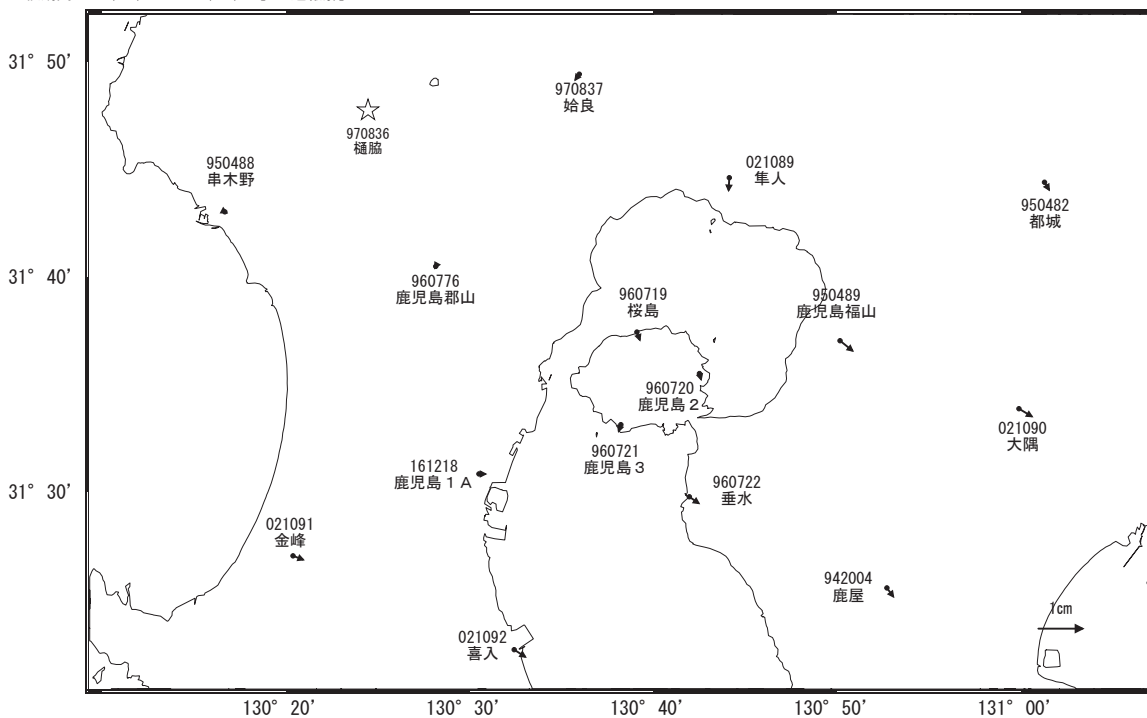 31° 50'
970837
姶良
970836
樋脇
950488
串木野
021089
隼人
950482
都城
31° 40'
960776
鹿児島郡山
960719
桜島
950489
鹿児島福山
960720
鹿児島2
021090
大隅
960721
鹿児島3
161218
鹿児島1A
31° 30'
960722
垂水
021091
金峰
942004
鹿屋
1cm
021092
喜入
130° 20'
130° 30'
130° 40'
130° 50'
131° 00'